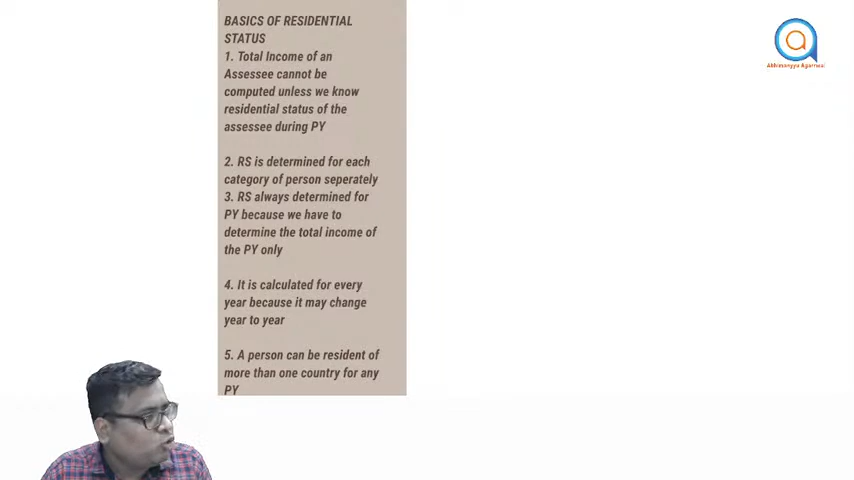 BASICS OF RESIDENTIAL
STATUS
1. Total Income of an
Assessee cannot be
computed unless we know
residential status of the
assessee during PY
2. RS is determined for each
category of person seperately
3. RS always determined for
PY because we have to
determine the total income of
the PY only
4. It is calculated for every
year because it may change
year to year
5. A person can be resident of
more than one country for any
PY
Abhimanyyu Agarrwal